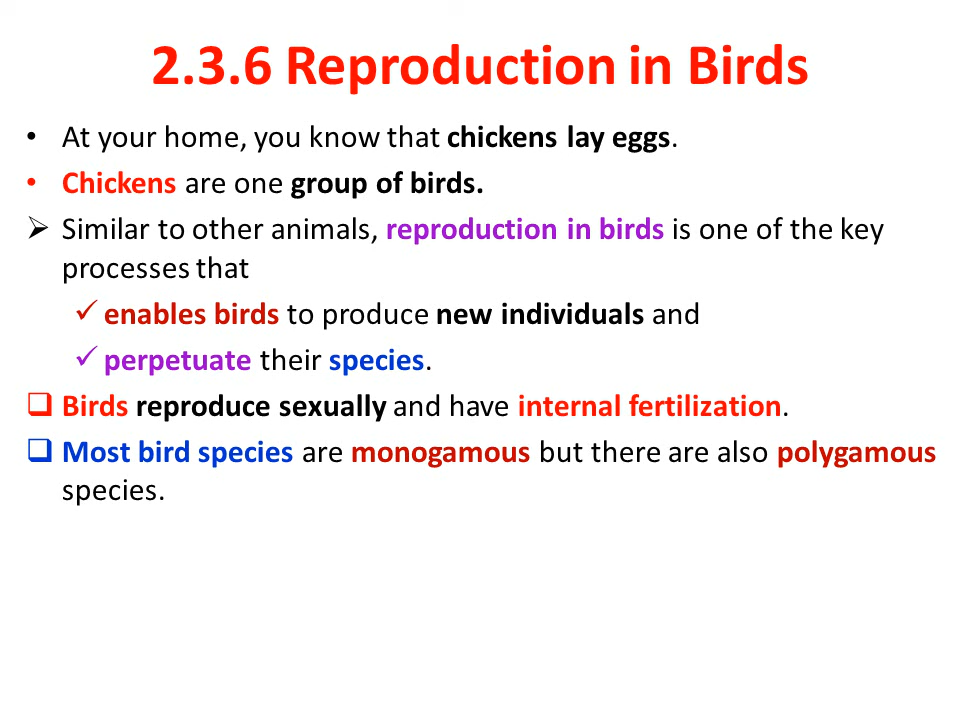 2.3.6 Reproduction in Birds
• At your home, you know that chickens lay eggs.
• Chickens are one group of birds.
➢ Similar to other animals, reproduction in birds is one of the key
processes that
✓ enables birds to produce new individuals and
✓ perpetuate their species.
❑ Birds reproduce sexually and have internal fertilization.
❑ Most bird species are monogamous but there are also polygamous
species.